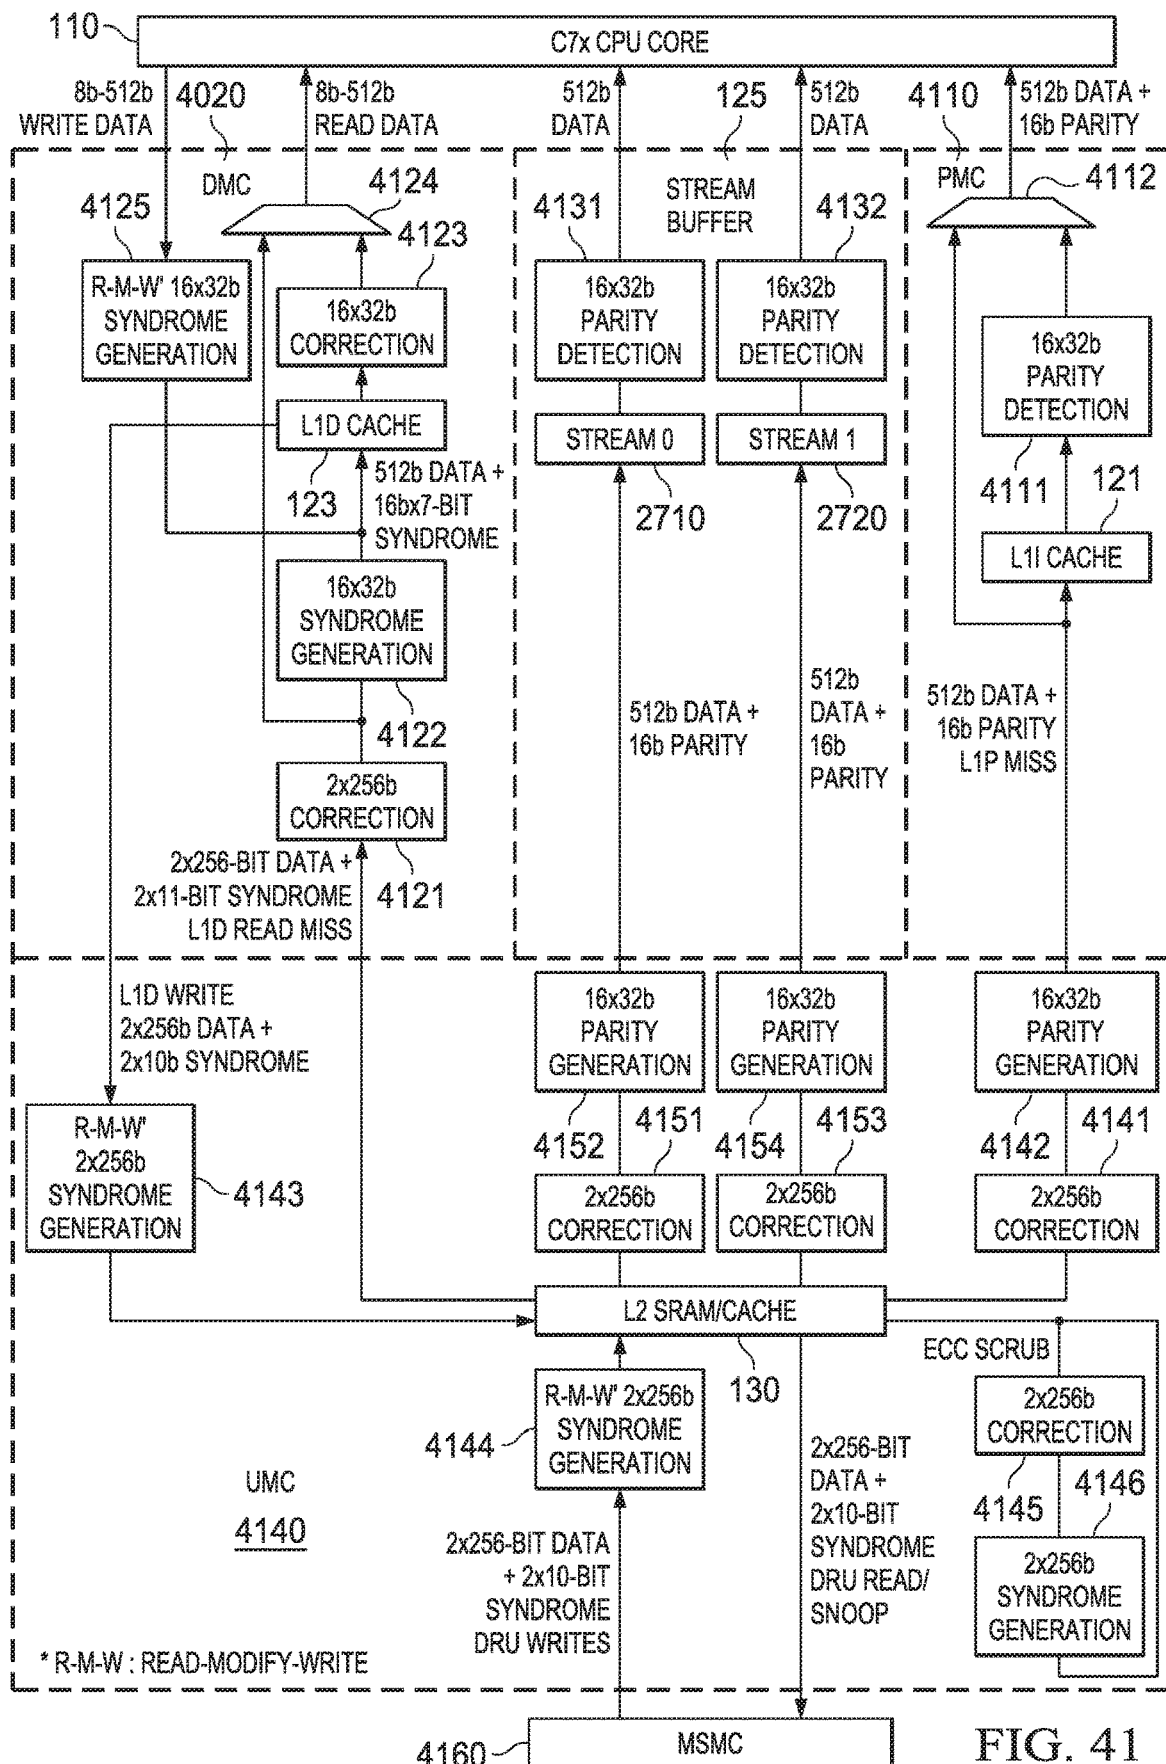 110
C7x CPU CORE
8b-512b
WRITE DATA
4020
8b-512b
READ DATA
512b
DATA
125
512b
DATA
4110
512b DATA +
16b PARITY
DMC
4124
4125
4123
R-M-W' 16x32b
SYNDROME
GENERATION
16x32b
CORRECTION
L1D CACHE
123
512b DATA +
16bx7-BIT
SYNDROME
16x32b
SYNDROME
GENERATION
4122
2x256b
CORRECTION
2x256-BIT DATA +
2x11-BIT SYNDROME
L1D READ MISS
4121
4131
STREAM
BUFFER
4132
16x32b
PARITY
DETECTION
16x32b
PARITY
DETECTION
STREAM 0
STREAM 1
2710
2720
512b DATA +
16b PARITY
512b
DATA +
16b
PARITY
PMC
4112
16x32b
PARITY
DETECTION
4111
121
L1I CACHE
512b DATA +
16b PARITY
L1P MISS
L1D WRITE
2x256b DATA +
2x10b SYNDROME
R-M-W'
2x256b
SYNDROME
GENERATION
4143
16x32b
PARITY
GENERATION
16x32b
PARITY
GENERATION
16x32b
PARITY
GENERATION
4152
4151
4154
4153
4142
4141
2x256b
CORRECTION
2x256b
CORRECTION
2x256b
CORRECTION
L2 SRAM/CACHE
130
ECC SCRUB
R-M-W' 2x256b
SYNDROME
GENERATION
4144
2x256b
CORRECTION
4145
4146
2x256b
SYNDROME
GENERATION
UMC
4140
2x256-BIT DATA
+ 2x10-BIT
SYNDROME
DRU WRITES
2x256-BIT
DATA +
2x10-BIT
SYNDROME
DRU READ/
SNOOP
* R-M-W : READ-MODIFY-WRITE
4160
MSMC
FIG. 41